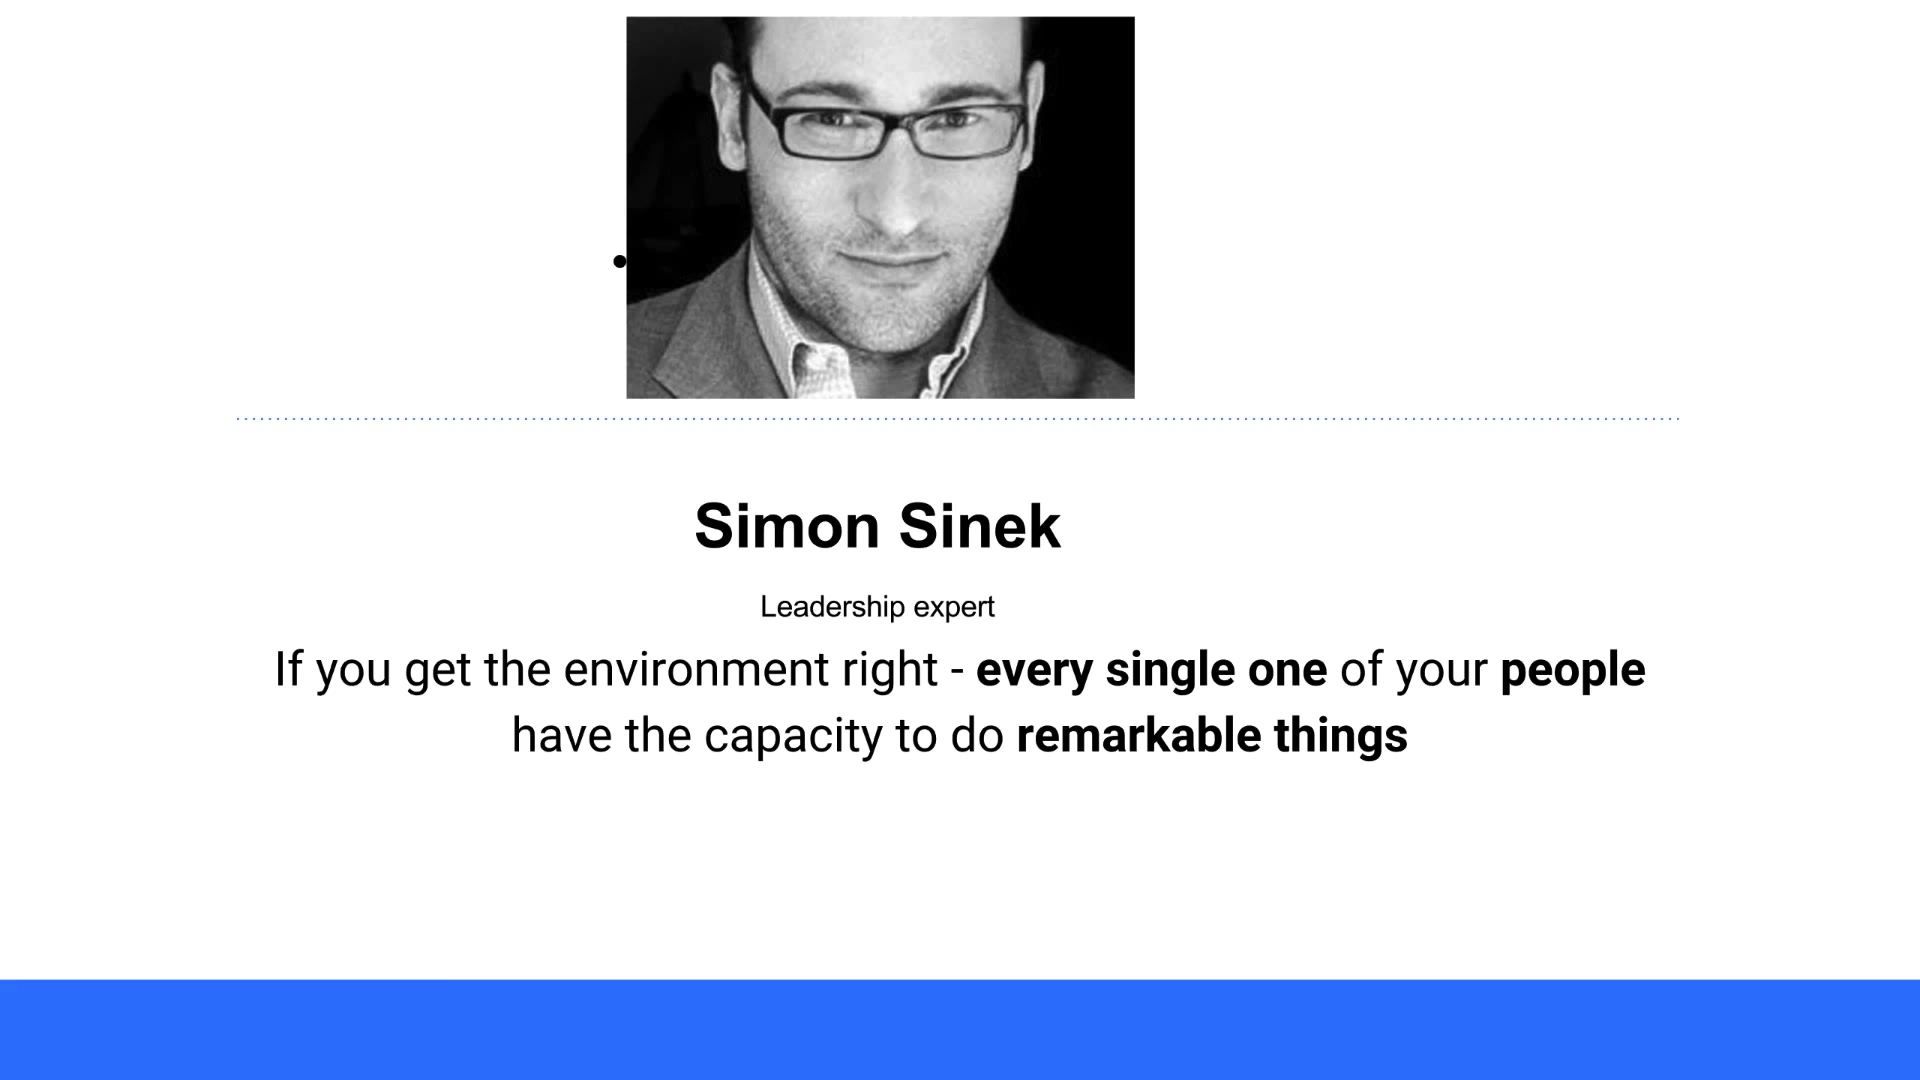 Simon Sinek
Leadership expert
If you get the environment right - every single one of your people
have the capacity to do remarkable things